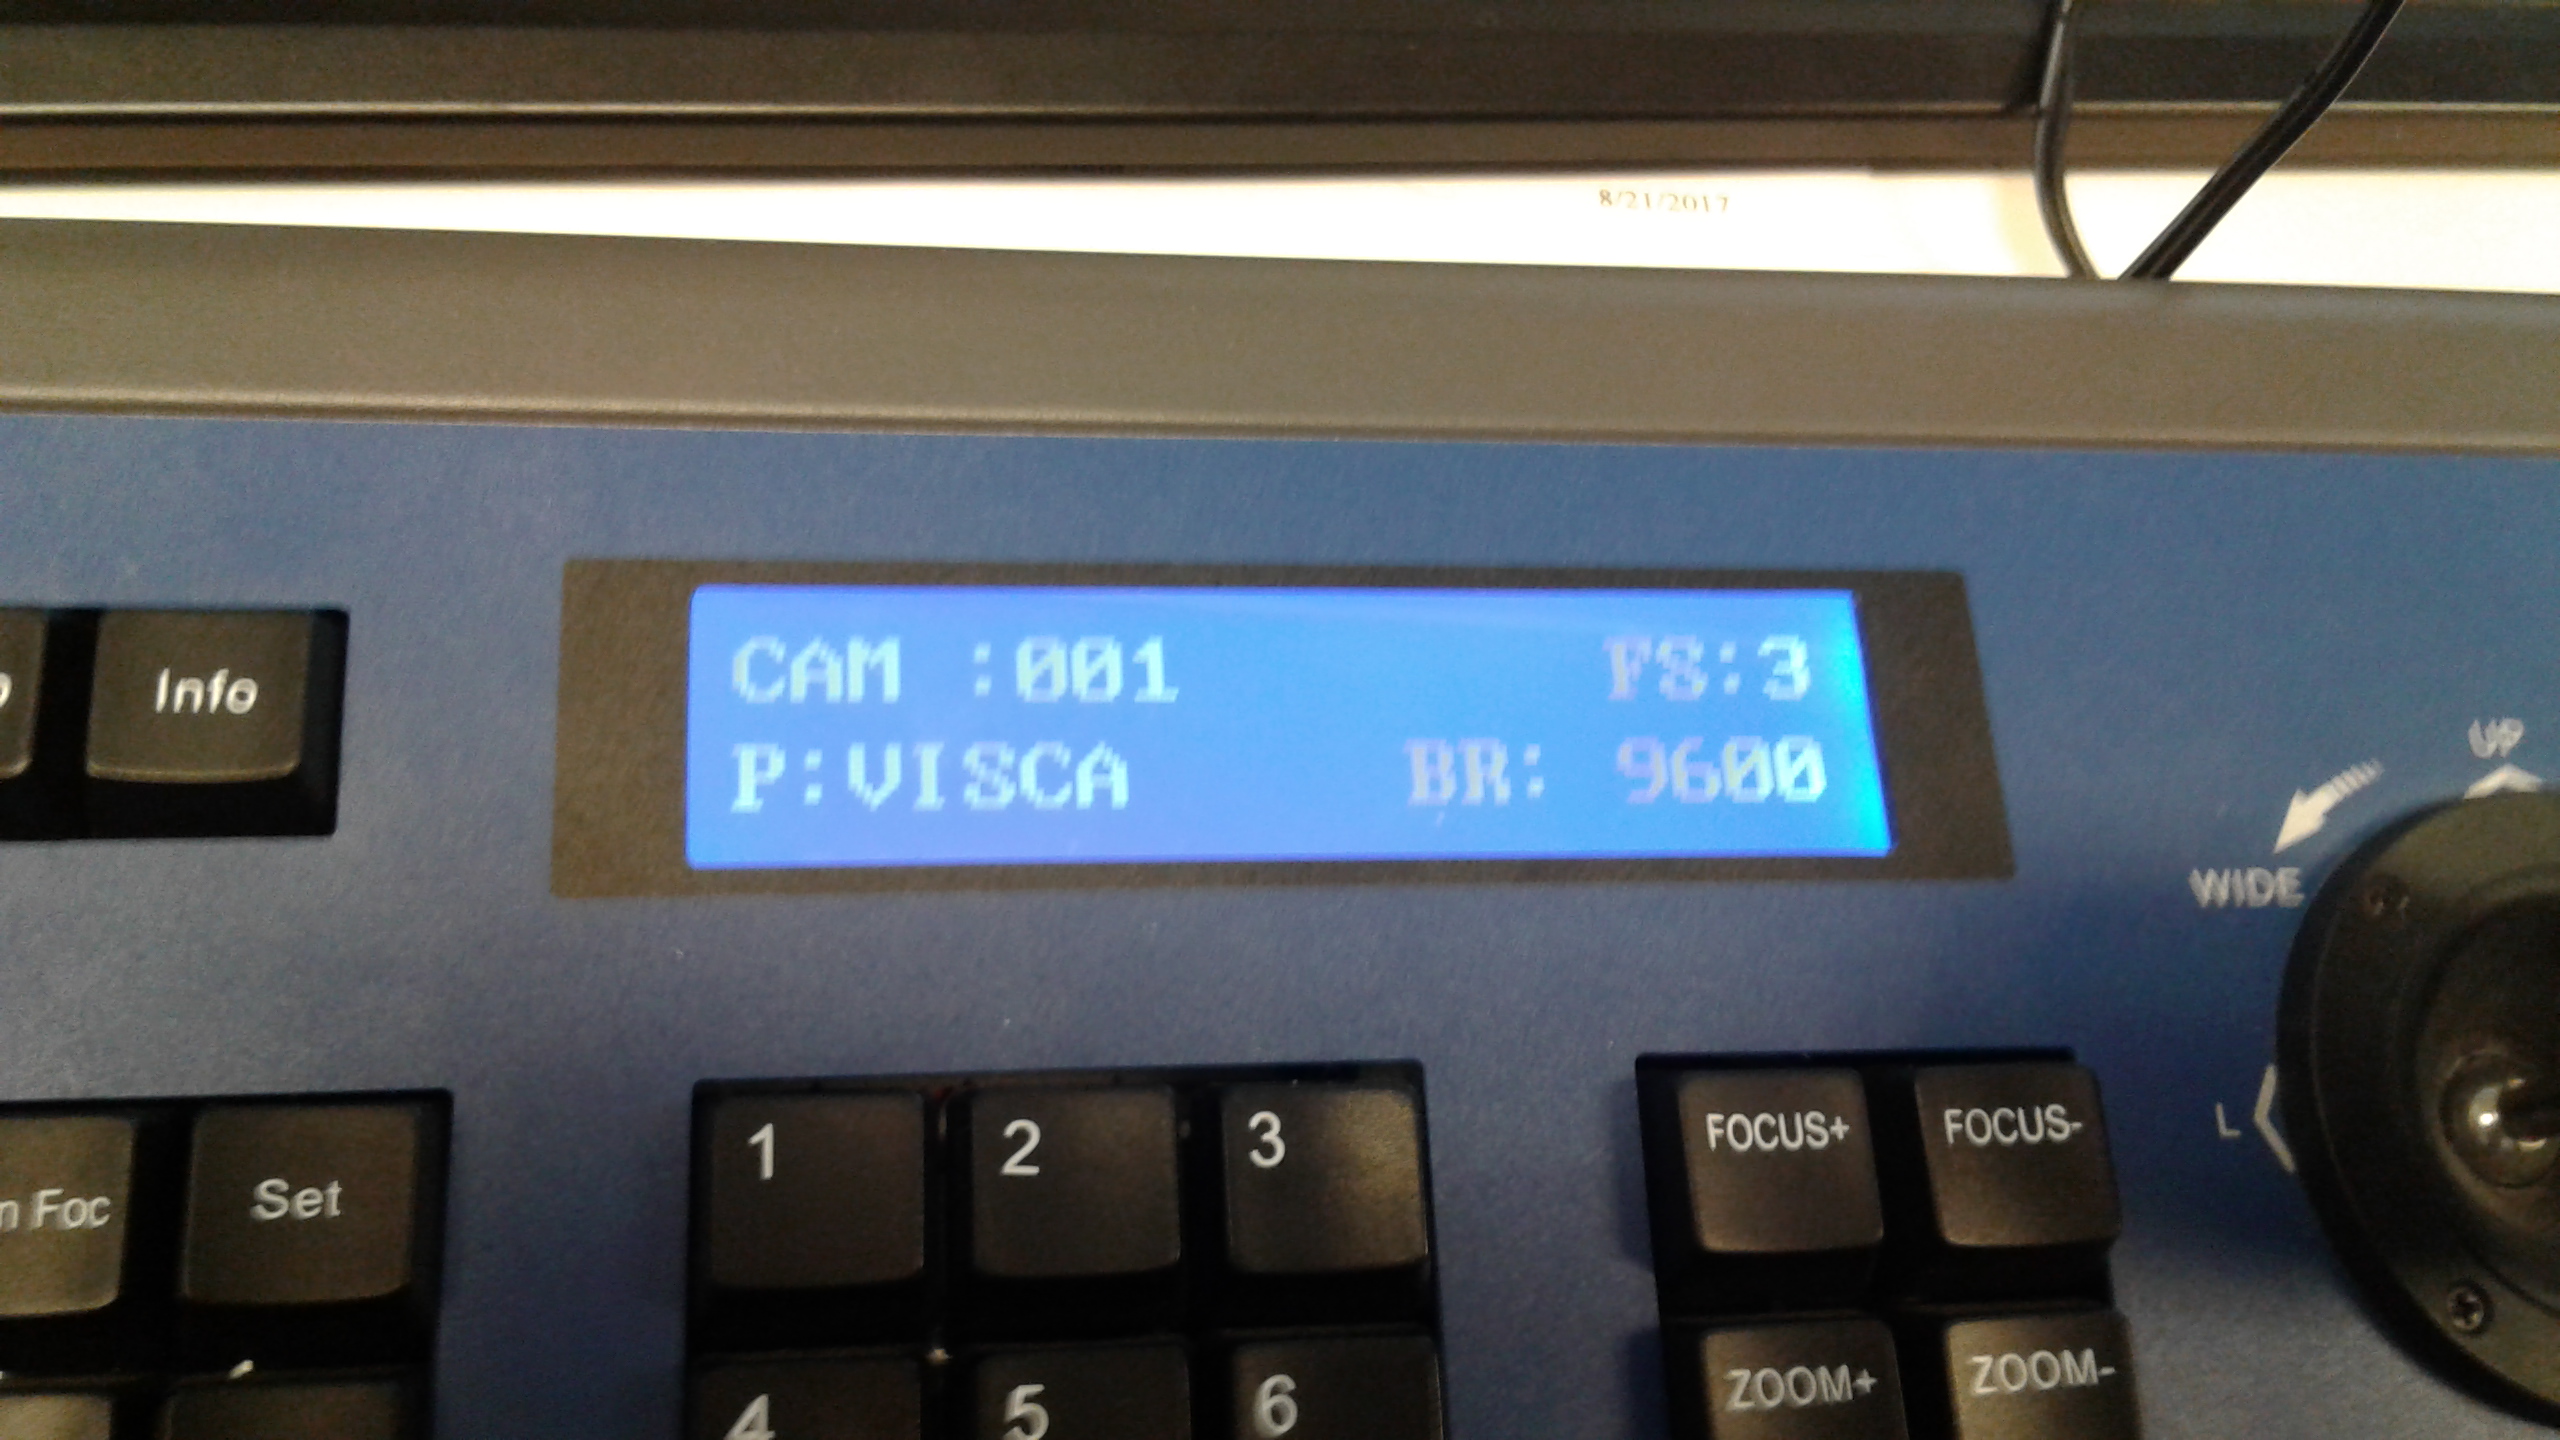 8/21/2017
Info
CAM :001 FS:3
P:VISCA BR: 9600
UP
WIDE
L
Foc Set
1 2 3
FOCUS+ FOCUS-
4 5 6
ZOOM+ ZOOM-